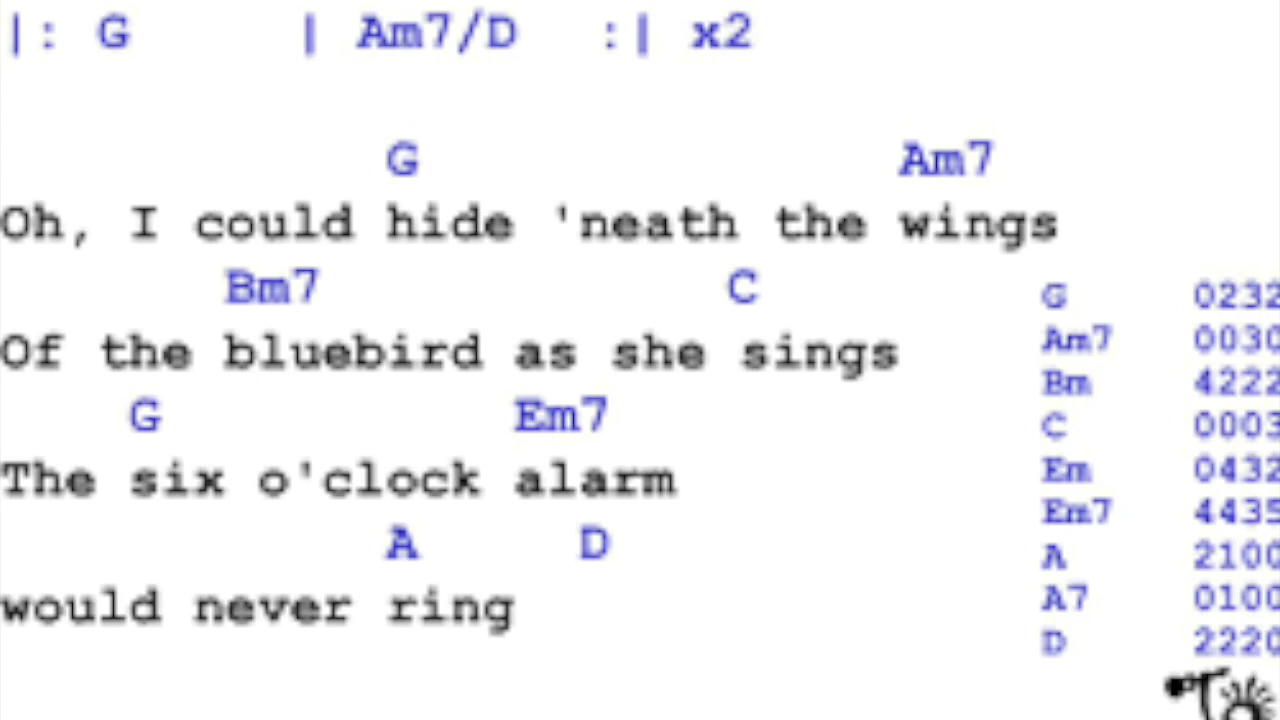 |: G | Am7/D :| x2
G Am7
Oh, I could hide 'neath the wings
Bm7 C
Of the bluebird as she sings
G Em7
The six o'clock alarm
A D
would never ring
G 0232
Am7 0030
Bm 4222
C 0003
Em 0432
Em7 4435
A 2100
A7 0100
D 2220